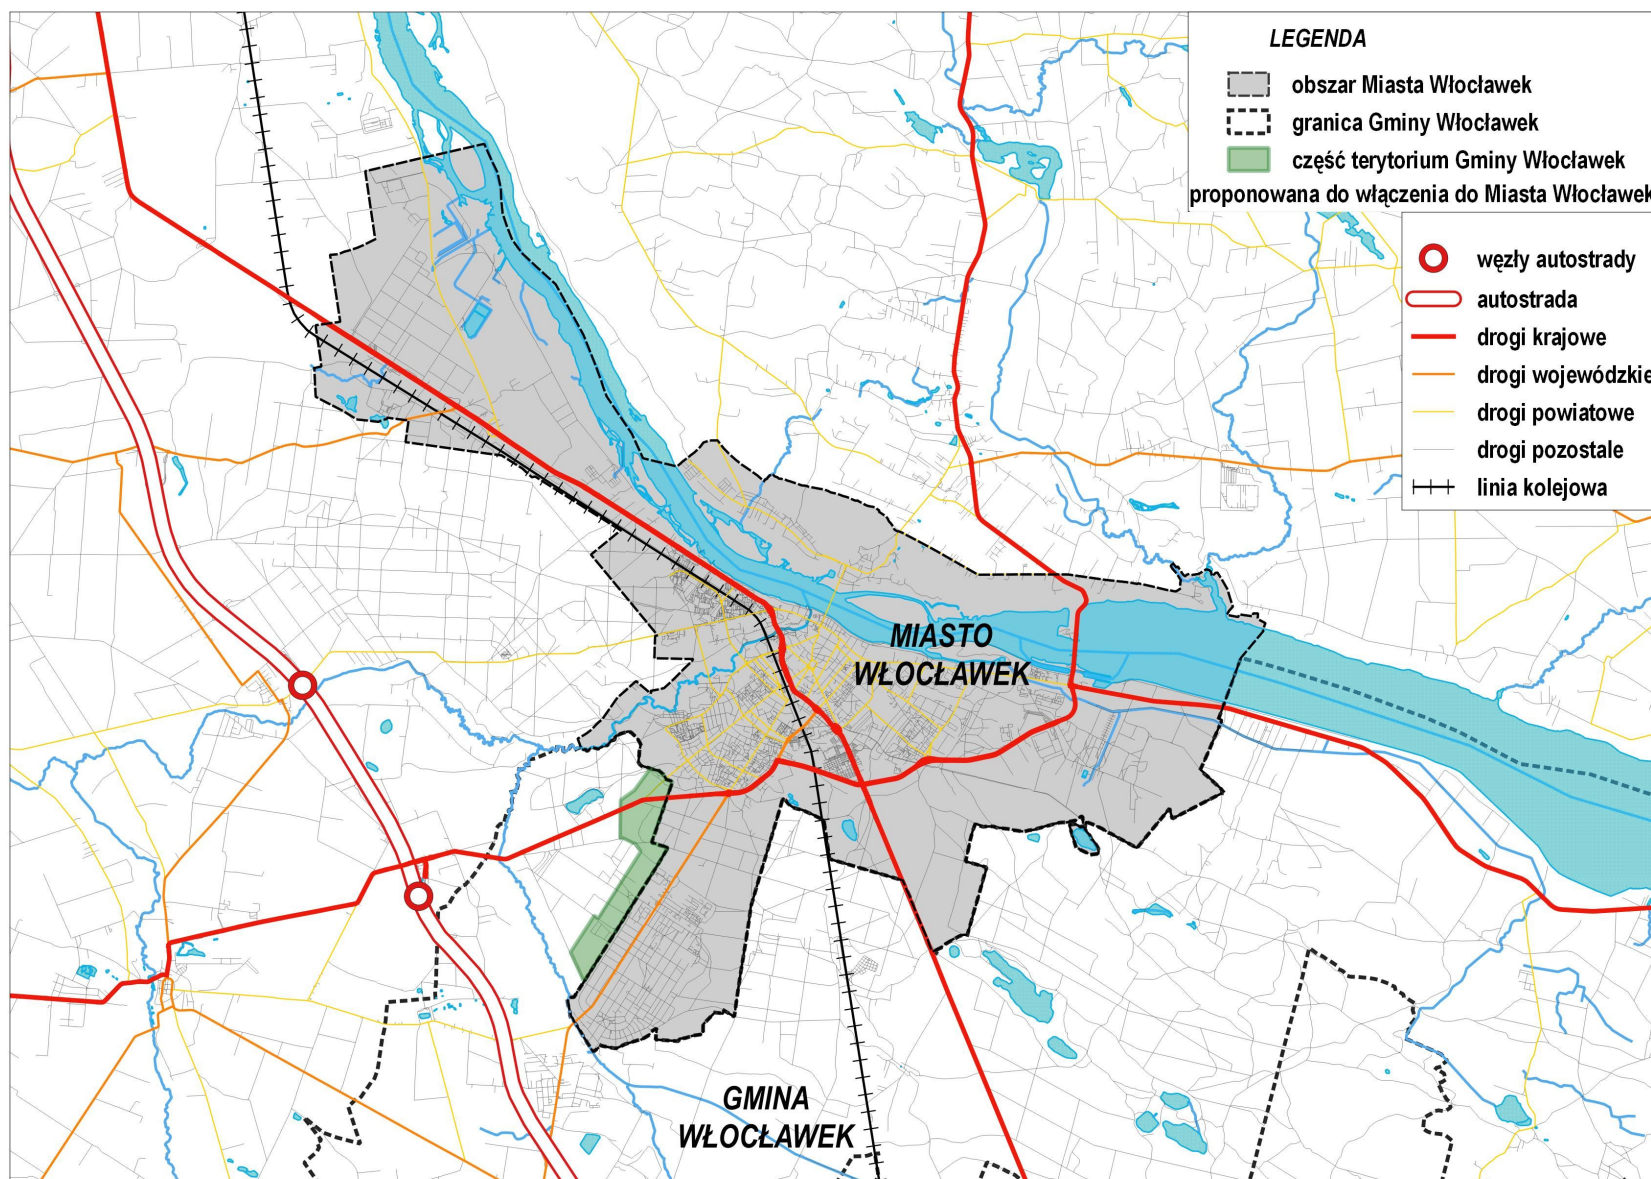 LEGENDA
obszar Miasta Włocławek
granica Gminy Włocławek
część terytorium Gminy Włocławek
proponowana do włączenia do Miasta Włocławek
węzły autostrady
autostrada
drogi krajowe
drogi wojewódzkie
drogi powiatowe
drogi pozostale
linia kolejowa
MIASTO
WŁOCŁAWEK
GMINA
WŁOCŁAWEK